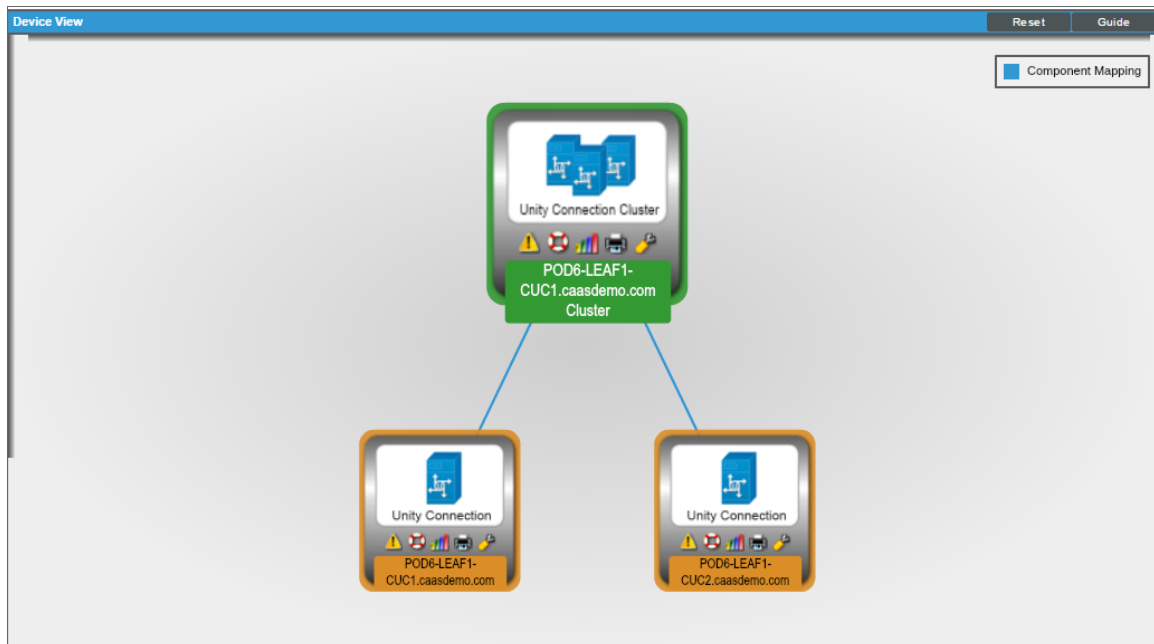 Device View
Reset
Guide
Component Mapping
Unity Connection Cluster
POD6-LEAF1-
CUC1.caasdemo.com
Cluster
Unity Connection
POD6-LEAF1-
CUC1.caasdemo.com
Unity Connection
POD6-LEAF1-
CUC2.caasdemo.com